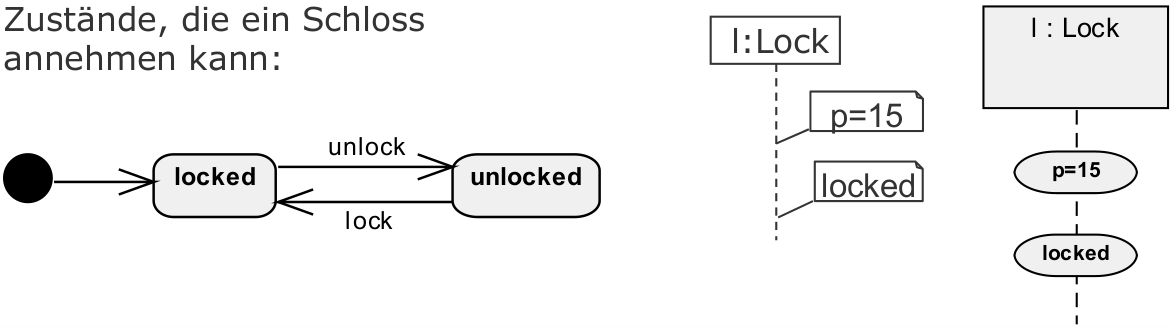 Zustände, die ein Schloss
annehmen kann:
locked
unlock
lock
unlocked
l:Lock
p=15
locked
l : Lock
p=15
locked